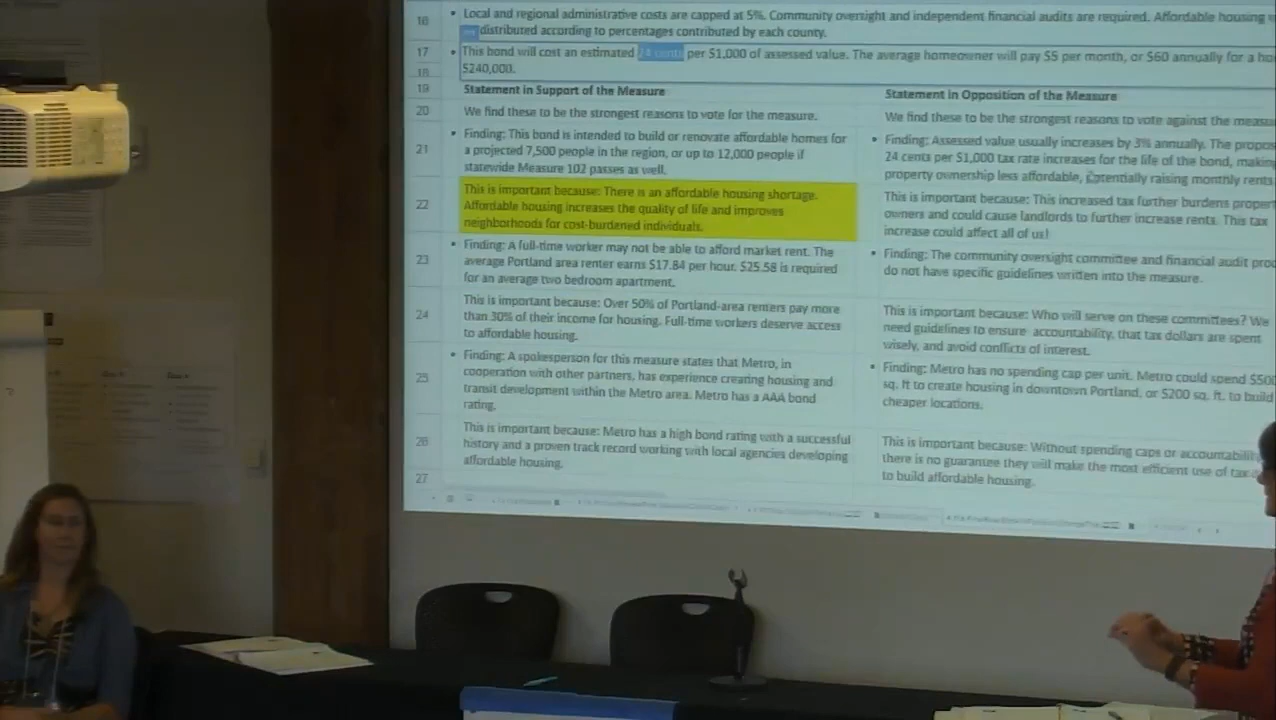 16
• Local and regional administrative costs are capped at 5%. Community oversight and independent financial audits are required. Affordable housing
distributed according to percentages contributed by each county.
17
• This bond will cost an estimated 24 cents per $1,000 of assessed value. The average homeowner will pay $5 per month, or $60 annually for a
$240,000.
18
19
Statement in Support of the Measure
20
We find these to be the strongest reasons to vote for the measure.
21
• Finding: This bond is intended to build or renovate affordable homes for
a projected 7,500 people in the region, or up to 12,000 people if
statewide Measure 102 passes as well.
22
This is important because: There is an affordable housing shortage.
Affordable housing increases the quality of life and improves
neighborhoods for cost-burdened individuals.
23
• Finding: A full-time worker may not be able to afford market rent. The
average Portland area renter earns $17.84 per hour. $25.58 is required
for an average two bedroom apartment.
24
This is important because: Over 50% of Portland-area renters pay more
than 30% of their income for housing. Full-time workers deserve access
to affordable housing.
25
• Finding: A spokesperson for this measure states that Metro, in
cooperation with other partners, has experience creating housing and
transit development within the Metro area. Metro has a AAA bond
rating.
26
This is important because: Metro has a high bond rating with a successful
history and a proven track record working with local agencies developing
affordable housing.
27
Statement in Opposition of the Measure
We find these to be the strongest reasons to vote against the
• Finding: Assessed value usually increases by 3% annually. The
24 cents per $1,000 tax rate increases for the life of the bond,
property ownership less affordable, potentially raising monthly rents
This is important because: This increased tax further burdens
owners and could cause landlords to further increase rents. This tax
increase could affect all of us!
• Finding: The community oversight committee and financial audit
do not have specific guidelines written into the measure.
This is important because: Who will serve on these committees? We
need guidelines to ensure accountability, that tax dollars are spent
wisely, and avoid conflicts of interest.
• Finding: Metro has no spending cap per unit. Metro could spend
sq. ft to create housing in downtown Portland, or $200 sq. ft. to build
cheaper locations.
This is important because: Without spending caps or
there is no guarantee they will make the most efficient use of tax
to build affordable housing.